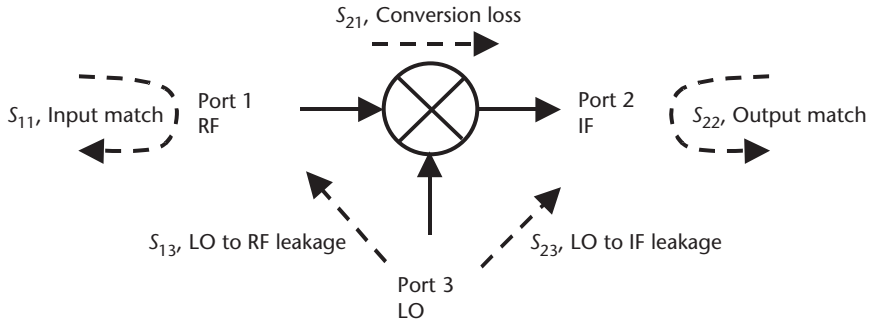 S21, Conversion loss
S11, Input match
Port 1
RF
Port 2
IF
S22, Output match
S13, LO to RF leakage
S23, LO to IF leakage
Port 3
LO